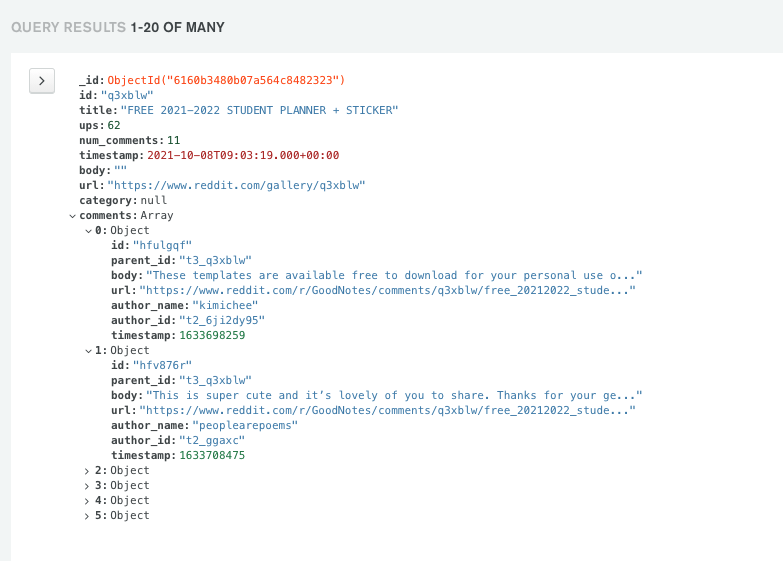 QUERY RESULTS 1-20 OF MANY
_id: ObjectId("6160b3480b07a564c8482323")
id: "q3xblw"
title: "FREE 2021–2022 STUDENT PLANNER + STICKER"
ups: 62
num_comments: 11
timestamp: 2021-10-08T09:03:19.000+00:00
body: ""
url: "https://www.reddit.com/gallery/q3xblw"
category: null
comments: Array
0: Object
id: "hfulgqf"
parent_id: "t3_q3xblw"
body: "These templates are available free to download for your personal use o..."
url: "https://www.reddit.com/r/GoodNotes/comments/q3xblw/free_20212022_stude..."
author_name: "kimichee"
author_id: "t2_6ji2dy95"
timestamp: 1633698259
1: Object
id: "hfv876r"
parent_id: "t3_q3xblw"
body: "This is super cute and it’s lovely of you to share. Thanks for your ge..."
url: "https://www.reddit.com/r/GoodNotes/comments/q3xblw/free_20212022_stude..."
author_name: "peoplearepoems"
author_id: "t2_ggaxc"
timestamp: 1633708475
2: Object
3: Object
4: Object
5: Object